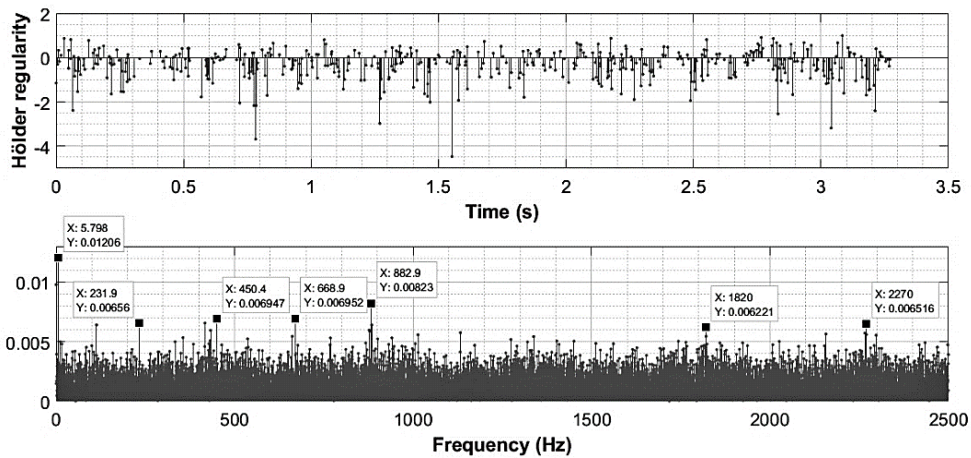 Hölder regularity
2
0
-2
-4
0 0.5 1 1.5 2 2.5 3 3.5
Time (s)
X: 5.798
Y: 0.01206
X: 231.9
Y: 0.00656
X: 450.4
Y: 0.006947
X: 668.9
Y: 0.006952
X: 882.9
Y: 0.00823
X: 1820
Y: 0.006221
X: 2270
Y: 0.006516
0.01
0.005
0
0 500 1000 1500 2000 2500
Frequency (Hz)